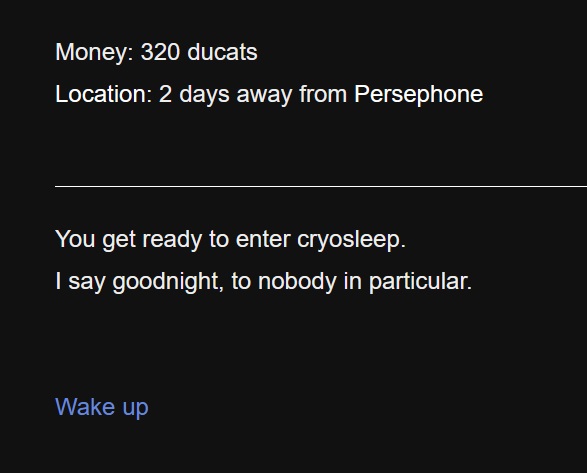 Money: 320 ducats
Location: 2 days away from Persephone
You get ready to enter cryosleep.
I say goodnight, to nobody in particular.
Wake up